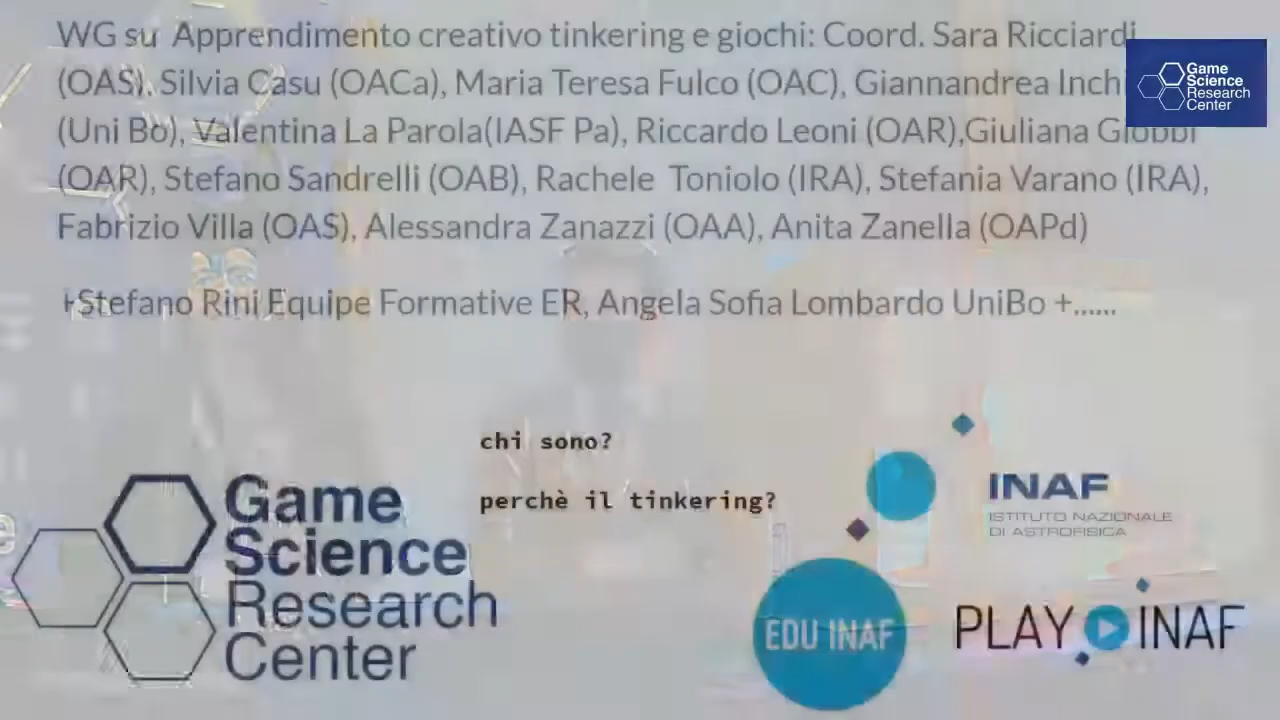 WG su Apprendimento creativo tinkering e giochi: Coord. Sara Ricciardi
(OAS), Silvia Casu (OACa), Maria Teresa Fulco (OAC), Giannandrea Inchi
(Uni Bo), Valentina La Parola(IASF Pa), Riccardo Leoni (OAR),Giuliana Giobbi
(OAR), Stefano Sandrelli (OAB), Rachele Toniolo (IRA), Stefania Varano (IRA),
Fabrizio Villa (OAS), Alessandra Zanazzi (OAA), Anita Zanella (OAPd)
+Stefano Rini Equipe Formative ER, Angela Sofia Lombardo UniBo +......
Game
Science
Research
Center
chi sono?
perchè il tinkering?
Game
Science
Research
Center
INAF
ISTITUTO NAZIONALE
DI ASTROFISICA
EDU INAF
PLAY INAF